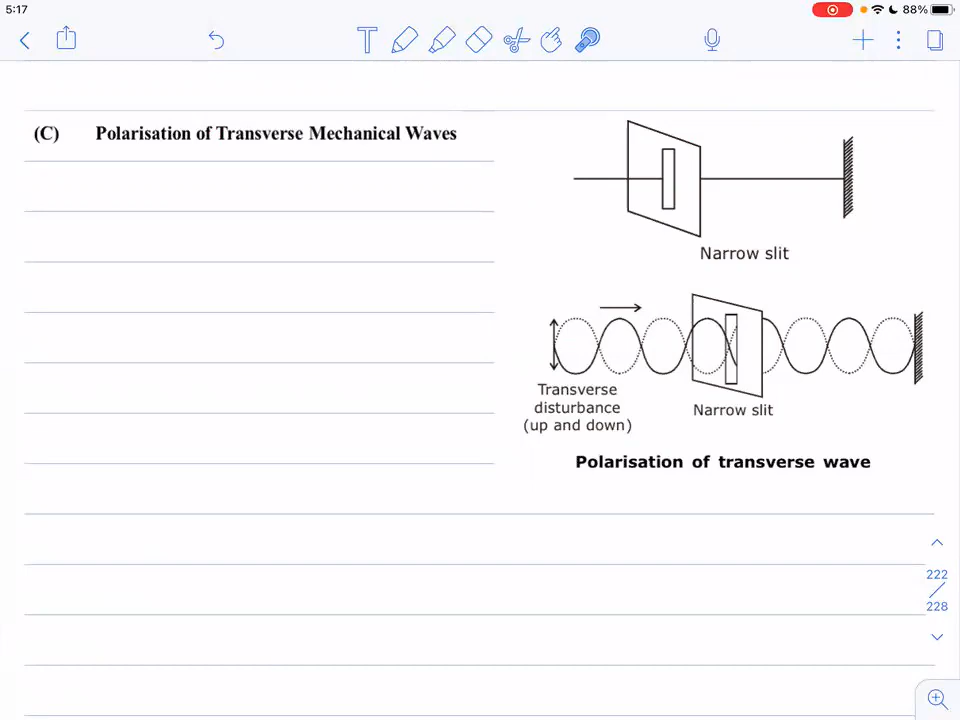 5:17
88%
(C) Polarisation of Transverse Mechanical Waves
Narrow slit
Transverse
disturbance
(up and down)
Narrow slit
Polarisation of transverse wave
222
228